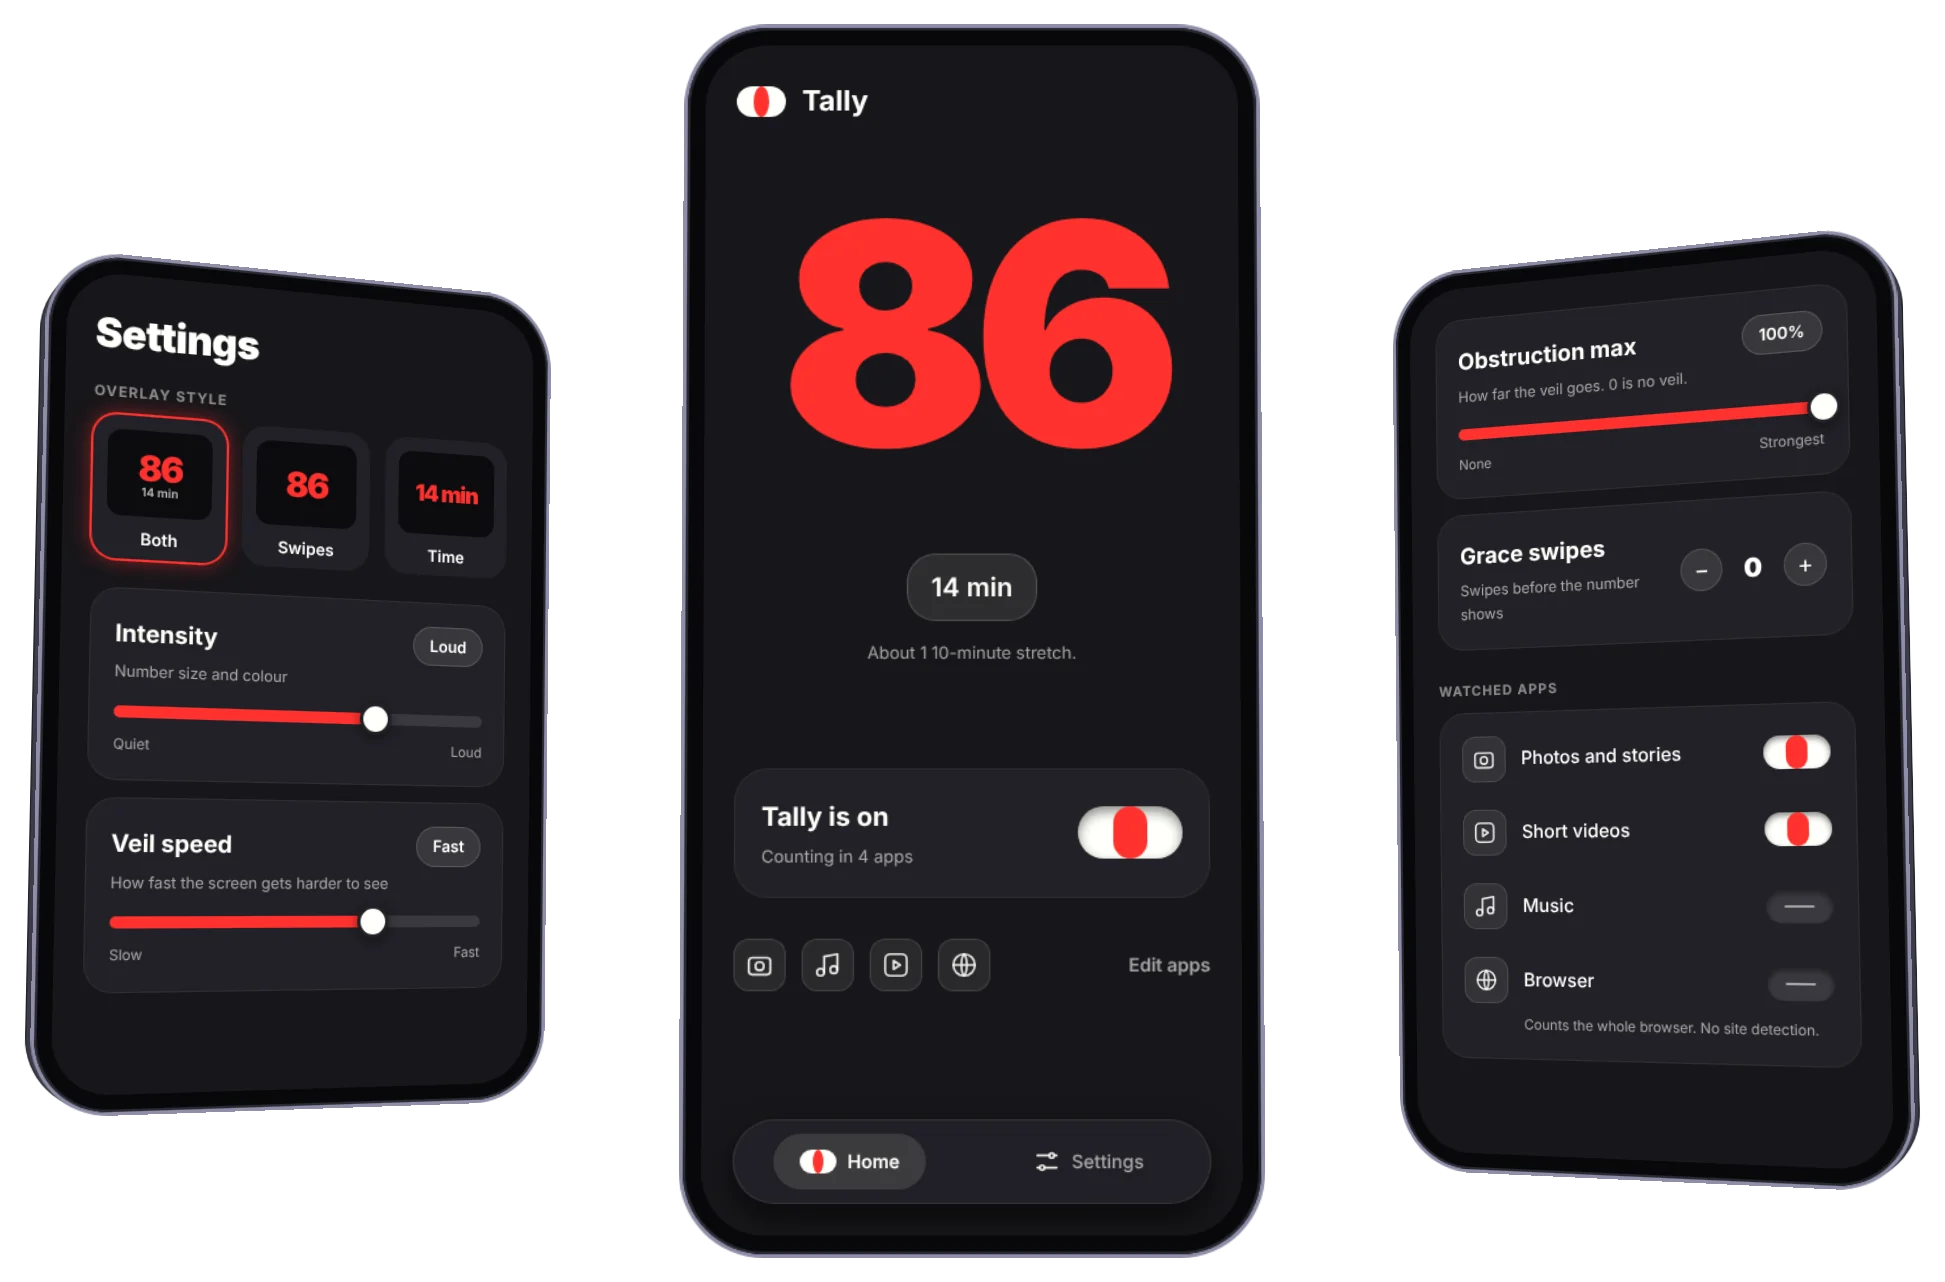 Settings
OVERLAY STYLE
86
14 min
Both
86
Swipes
14 min
Time
Intensity
Loud
Number size and colour
Quiet
Loud
Veil speed
Fast
How fast the screen gets harder to see
Slow
Fast
Tally
86
14 min
About 1 10-minute stretch.
Tally is on
Counting in 4 apps
Edit apps
Home
Settings
Obstruction max
100%
How far the veil goes. 0 is no veil.
None
Strongest
Grace swipes
Swipes before the number
shows
– 0 +
WATCHED APPS
Photos and stories
Short videos
Music
Browser
Counts the whole browser. No site detection.